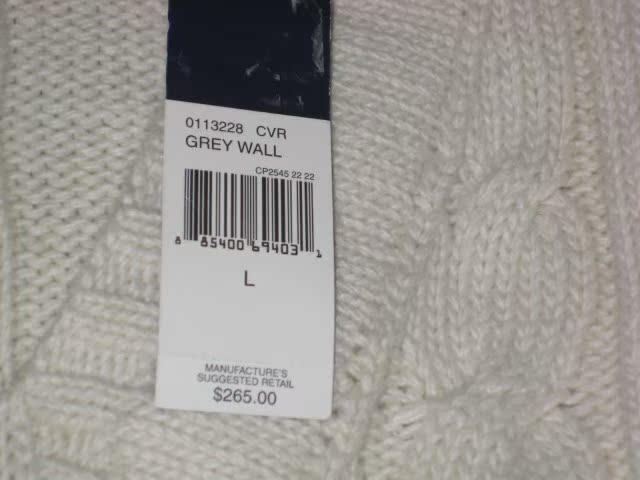 0113228 CVR
GREY WALL
CP2545 22 22
8 85400 69403 1
L
MANUFACTURE'S
SUGGESTED RETAIL
$265.00